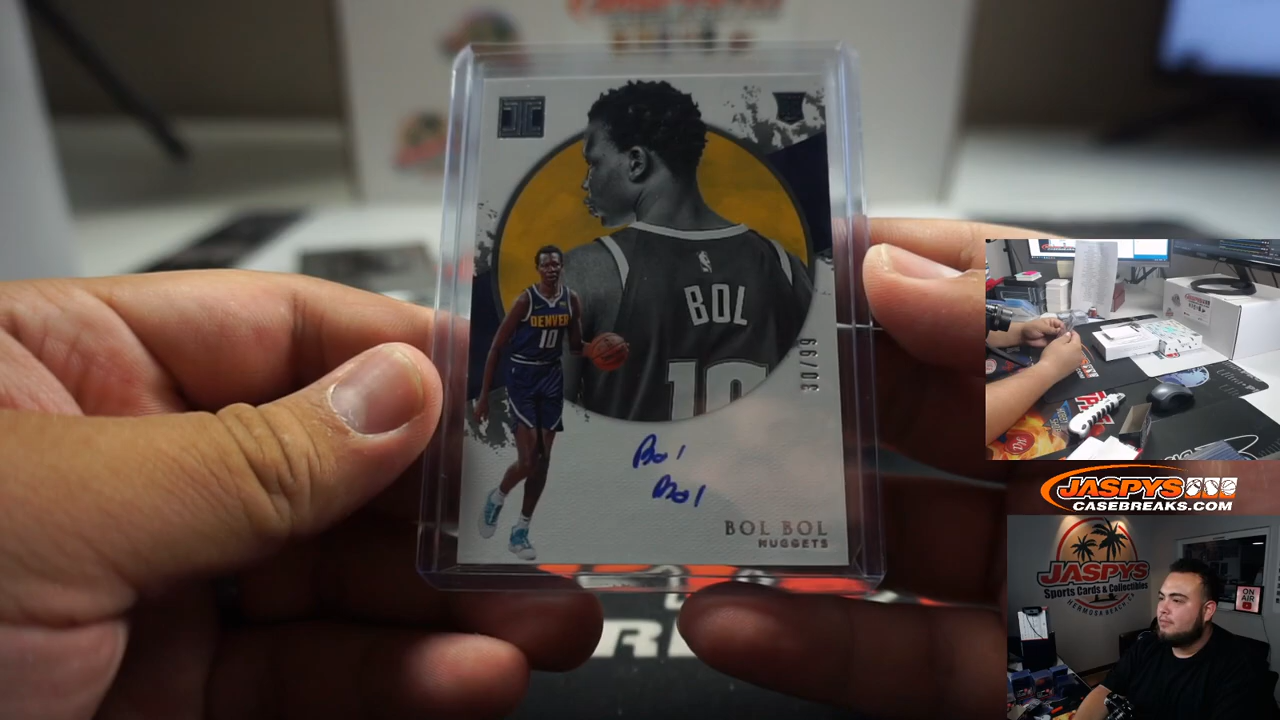 BOL
10
DENVER
10
30/99
Bol
Bol
BOL BOL
NUGGETS
JASPYS
CASEBREAKS.COM
JASPYS
Sports Cards & Collectibles
HERMOSA BEACH, CA
ON
AIR